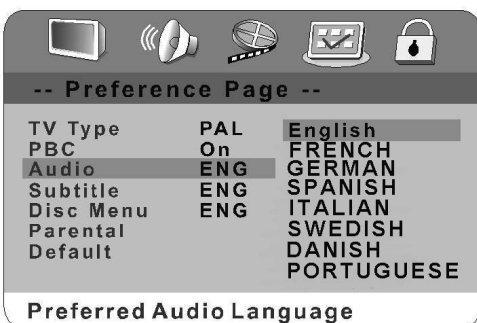 -- Preference Page --
TV Type PAL
PBC On
Audio ENG
Subtitle ENG
Disc Menu ENG
Parental
Default
English
FRENCH
GERMAN
SPANISH
ITALIAN
SWEDISH
DANISH
PORTUGUESE
Preferred Audio Language